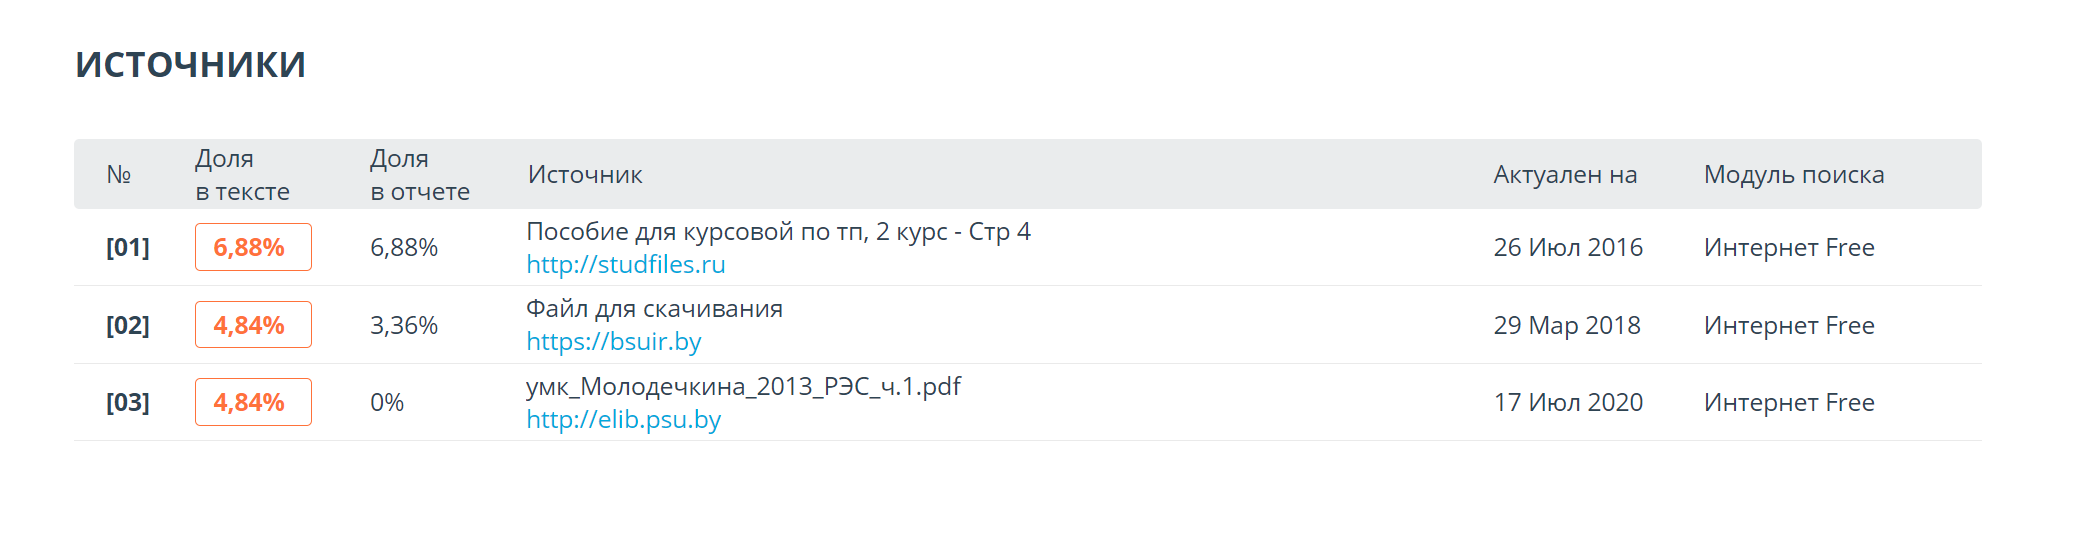 ИСТОЧНИКИ
№ Доля в тексте Доля в отчете Источник Актуален на Модуль поиска
[01] 6,88% 6,88% Пособие для курсовой по тп, 2 курс - Стр 4 26 Июл 2016 Интернет Free
http://studfiles.ru
[02] 4,84% 3,36% Файл для скачивания 29 Мар 2018 Интернет Free
https://bsuir.by
[03] 4,84% 0% умк_Молодечкина_2013_РЭС_ч.1.pdf 17 Июл 2020 Интернет Free
http://elib.psu.by